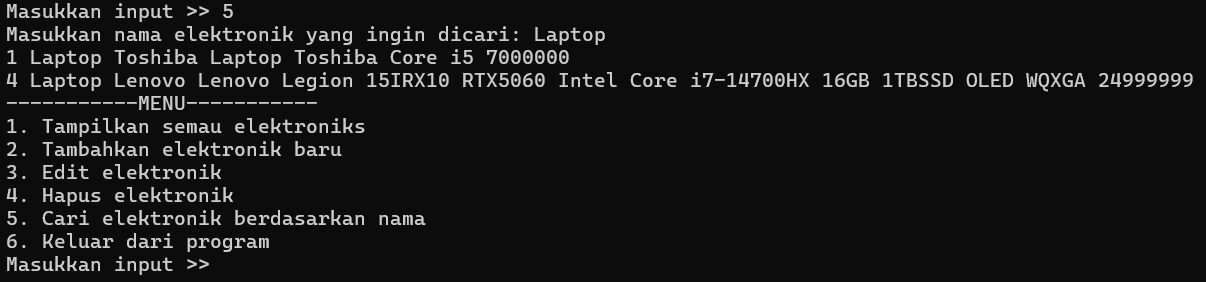 Masukkan input >> 5
Masukkan nama elektronik yang ingin dicari: Laptop
1 Laptop Toshiba Laptop Toshiba Core i5 7000000
4 Laptop Lenovo Lenovo Legion 15IRX10 RTX5060 Intel Core i7-14700HX 16GB 1TBSSD OLED WQXGA 24999999
-----------MENU-----------
1. Tampilkan semau elektroniks
2. Tambahkan elektronik baru
3. Edit elektronik
4. Hapus elektronik
5. Cari elektronik berdasarkan nama
6. Keluar dari program
Masukkan input >>